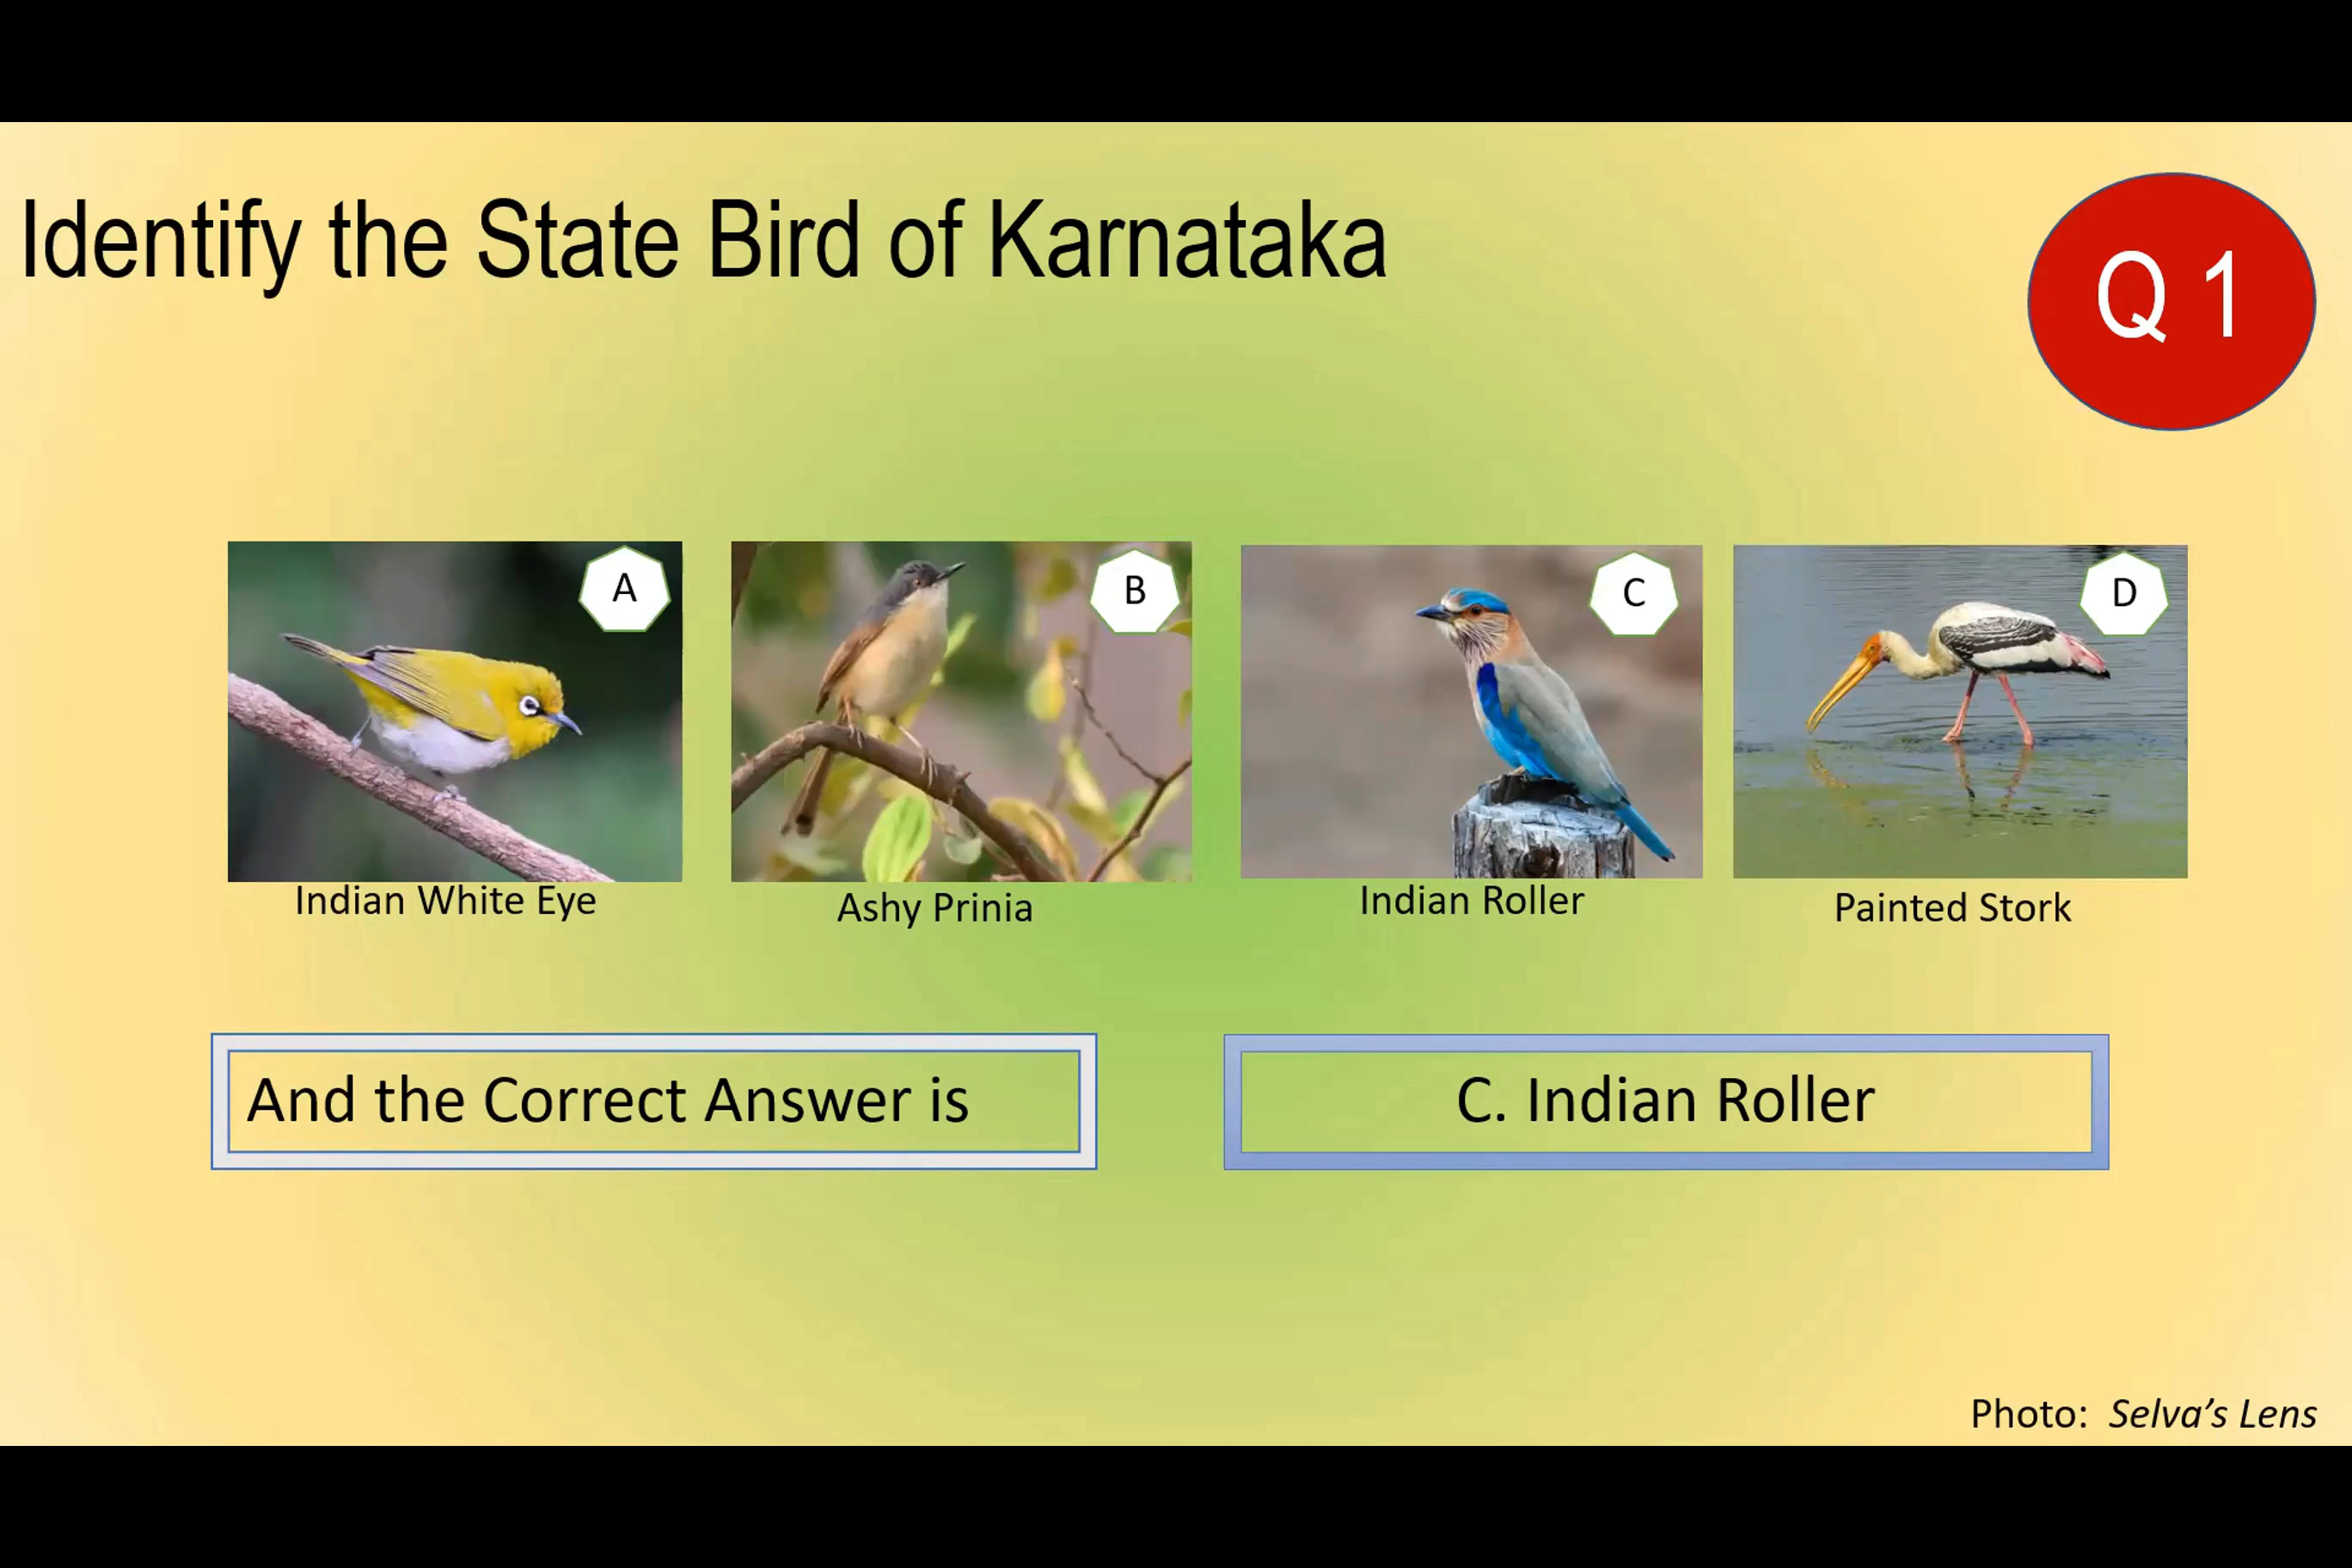 Identify the State Bird of Karnataka
Q 1
A
B
C
D
Indian White Eye
Ashy Prinia
Indian Roller
Painted Stork
And the Correct Answer is
C. Indian Roller
Photo: Selva’s Lens